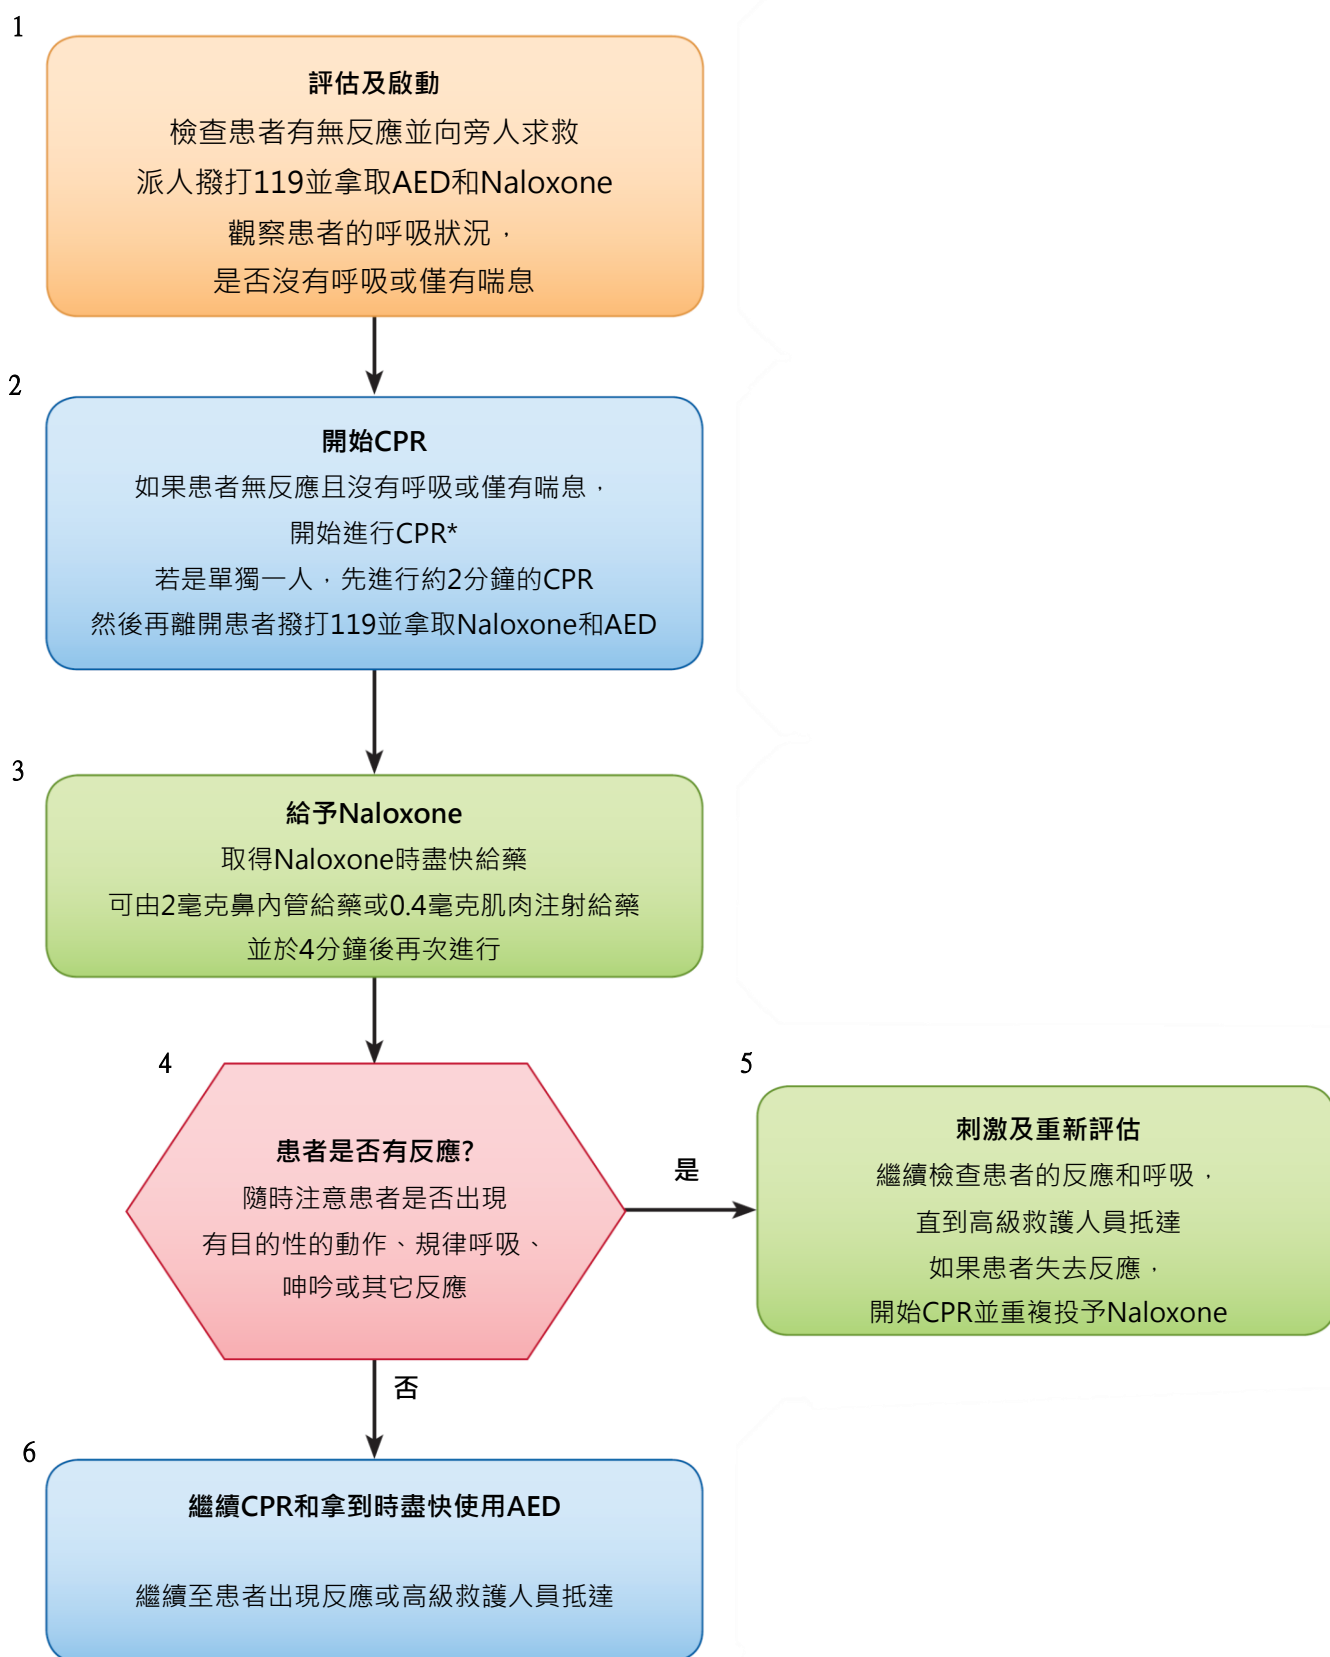 1
評估及啟動
檢查患者有無反應並向旁人求救
派人撥打119並拿取AED和Naloxone
觀察患者的呼吸狀況，
是否沒有呼吸或僅有喘息
2
開始CPR
如果患者無反應且沒有呼吸或僅有喘息，
開始進行CPR*
若是單獨一人，先進行約2分鐘的CPR
然後再離開患者撥打119並拿取Naloxone和AED
3
給予Naloxone
取得Naloxone時盡快給藥
可由2毫克鼻內管給藥或0.4毫克肌肉注射給藥
並於4分鐘後再次進行
4
患者是否有反應?
隨時注意患者是否出現
有目的性的動作、規律呼吸、
呻吟或其它反應
是
5
刺激及重新評估
繼續檢查患者的反應和呼吸，
直到高級救護人員抵達
如果患者失去反應，
開始CPR並重複投予Naloxone
否
6
繼續CPR和拿到時盡快使用AED
繼續至患者出現反應或高級救護人員抵達